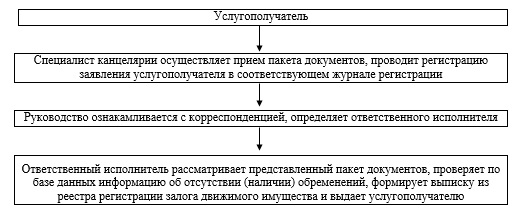 Услугополучатель
Специалист канцелярии осуществляет прием пакета документов, проводит регистрацию
заявления услугополучателя в соответствующем журнале регистрации
Руководство ознакамливается с корреспонденцией, определяет ответственного исполнителя
Ответственный исполнитель рассматривает представленный пакет документов, проверяет по
базе данных информацию об отсутствии (наличии) обременений, формирует выписку из
реестра регистрации залога движимого имущества и выдает услугополучателю